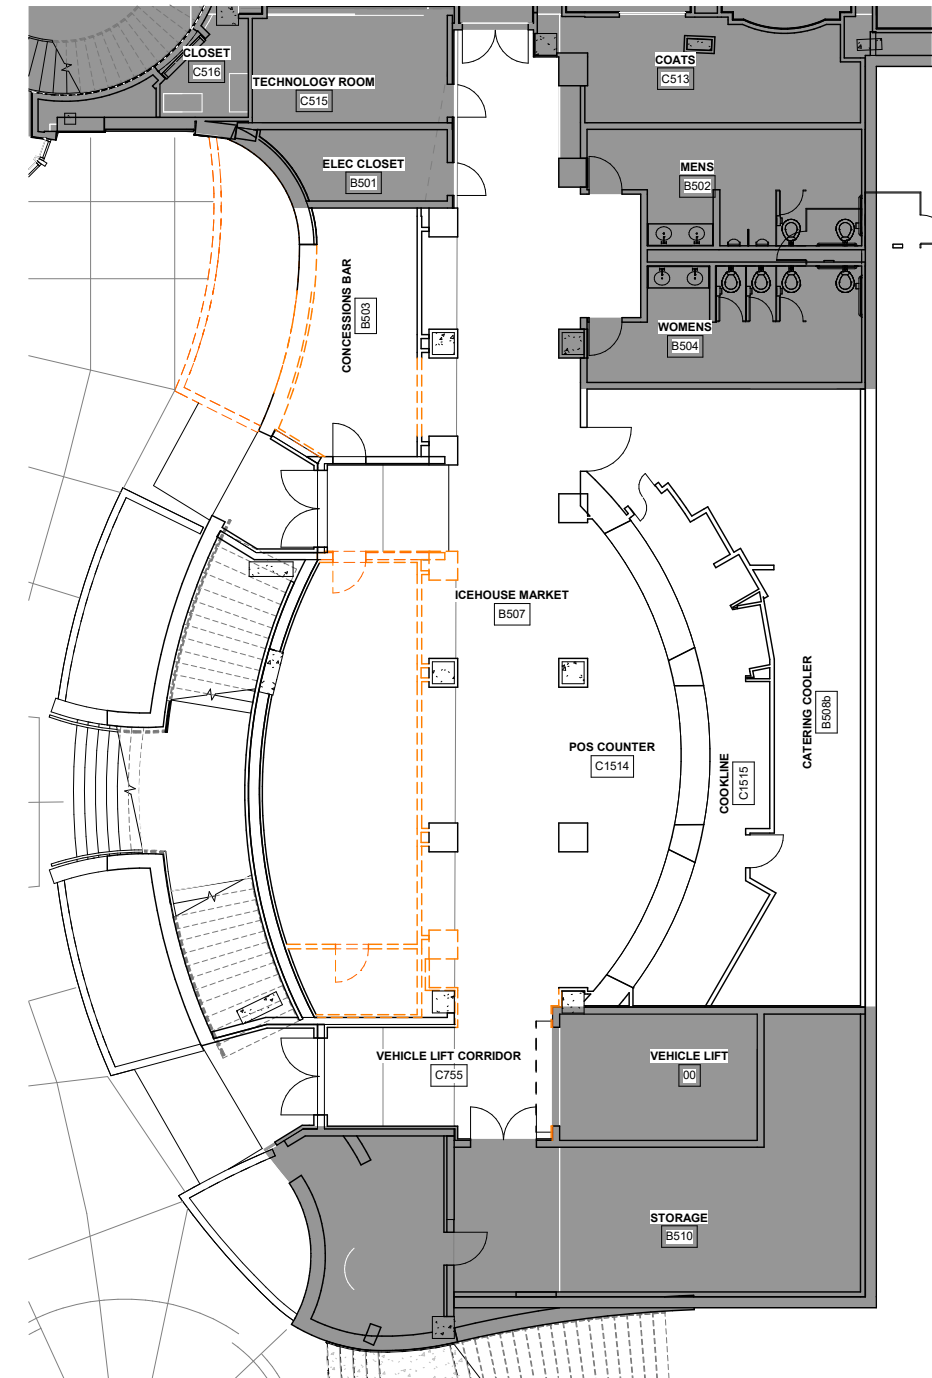 CLOSET
C516
TECHNOLOGY ROOM
C515
COATS
C513
ELEC CLOSET
B501
MENS
B502
CONCESSIONS BAR
B503
WOMENS
B504
ICEHOUSE MARKET
B507
POS COUNTER
C1514
COOKLINE
C1515
CATERING COOLER
B508b
VEHICLE LIFT CORRIDOR
C755
VEHICLE LIFT
00
STORAGE
B510